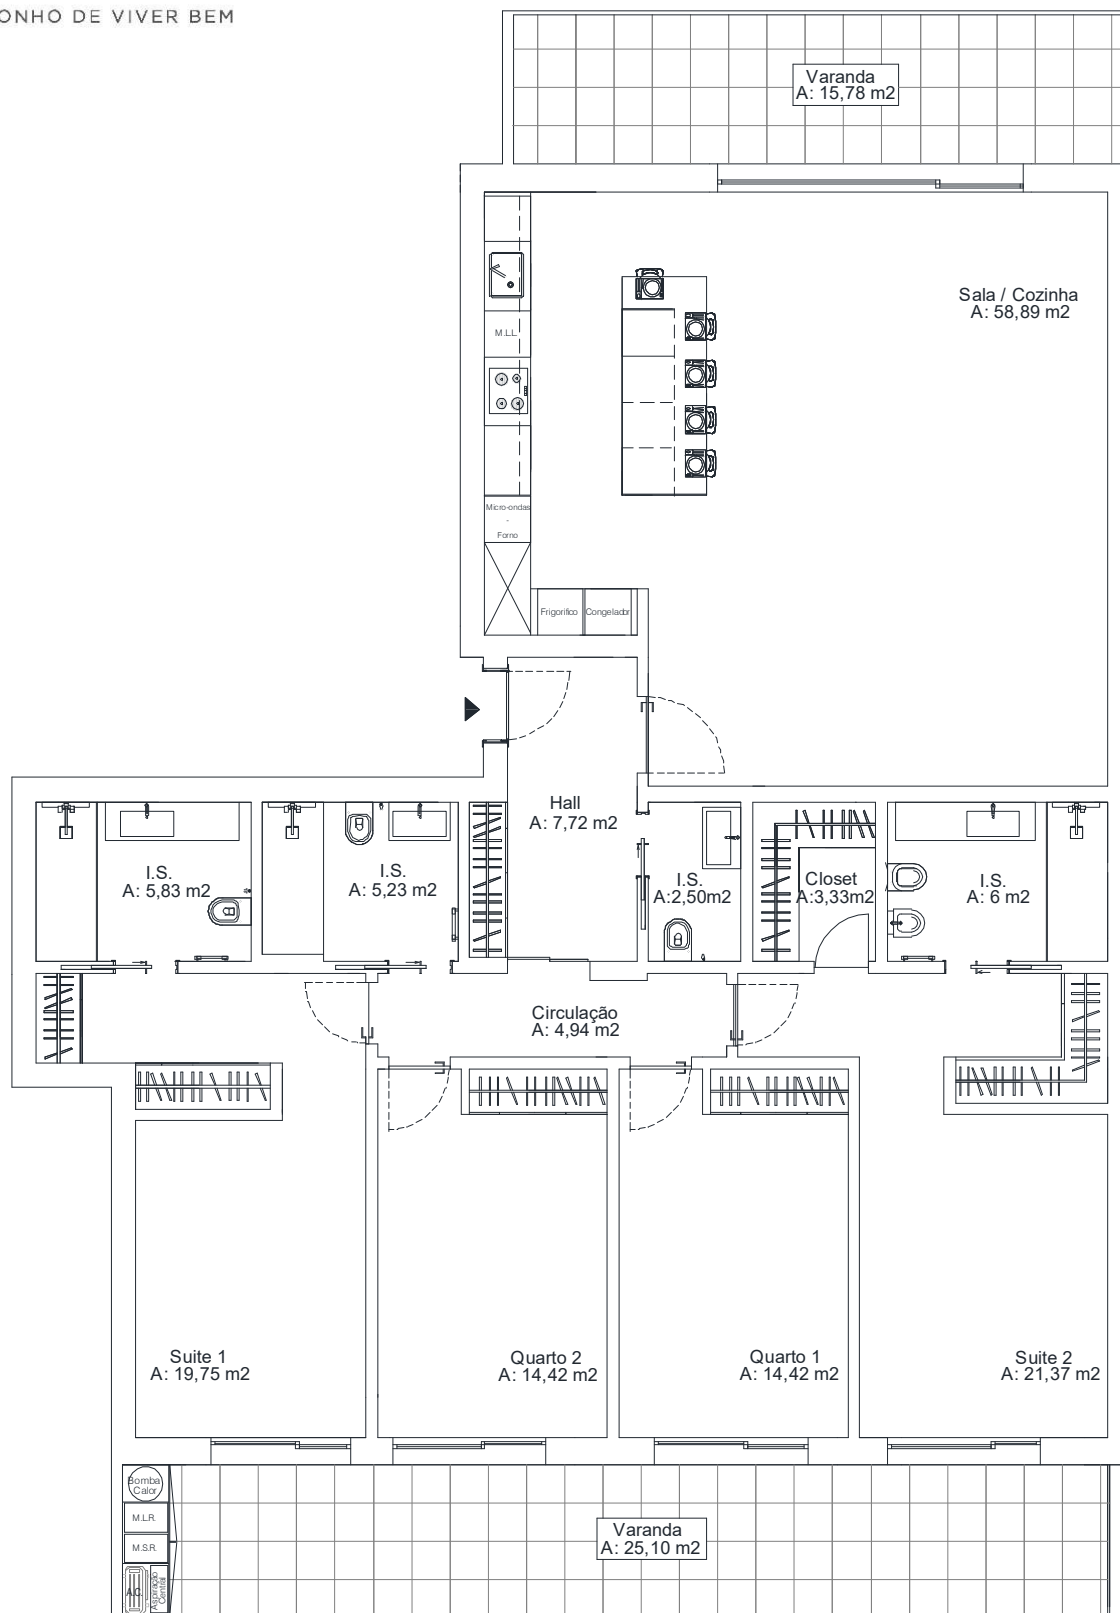 ONHO DE VIVER BEM
Varanda
A: 15,78 m2
Sala / Cozinha
A: 58,89 m2
M.L.L
Micro-ondas
-
Forno
Frigorifico
Congelador
Hall
A: 7,72 m2
I.S.
A: 5,83 m2
I.S.
A: 5,23 m2
I.S.
A:2,50m2
Closet
A:3,33m2
I.S.
A: 6 m2
Circulação
A: 4,94 m2
Suite 1
A: 19,75 m2
Quarto 2
A: 14,42 m2
Quarto 1
A: 14,42 m2
Suite 2
A: 21,37 m2
Bomba
Calor
M.L.R.
M.S.R.
A.C.
Aspiração
Central
Varanda
A: 25,10 m2